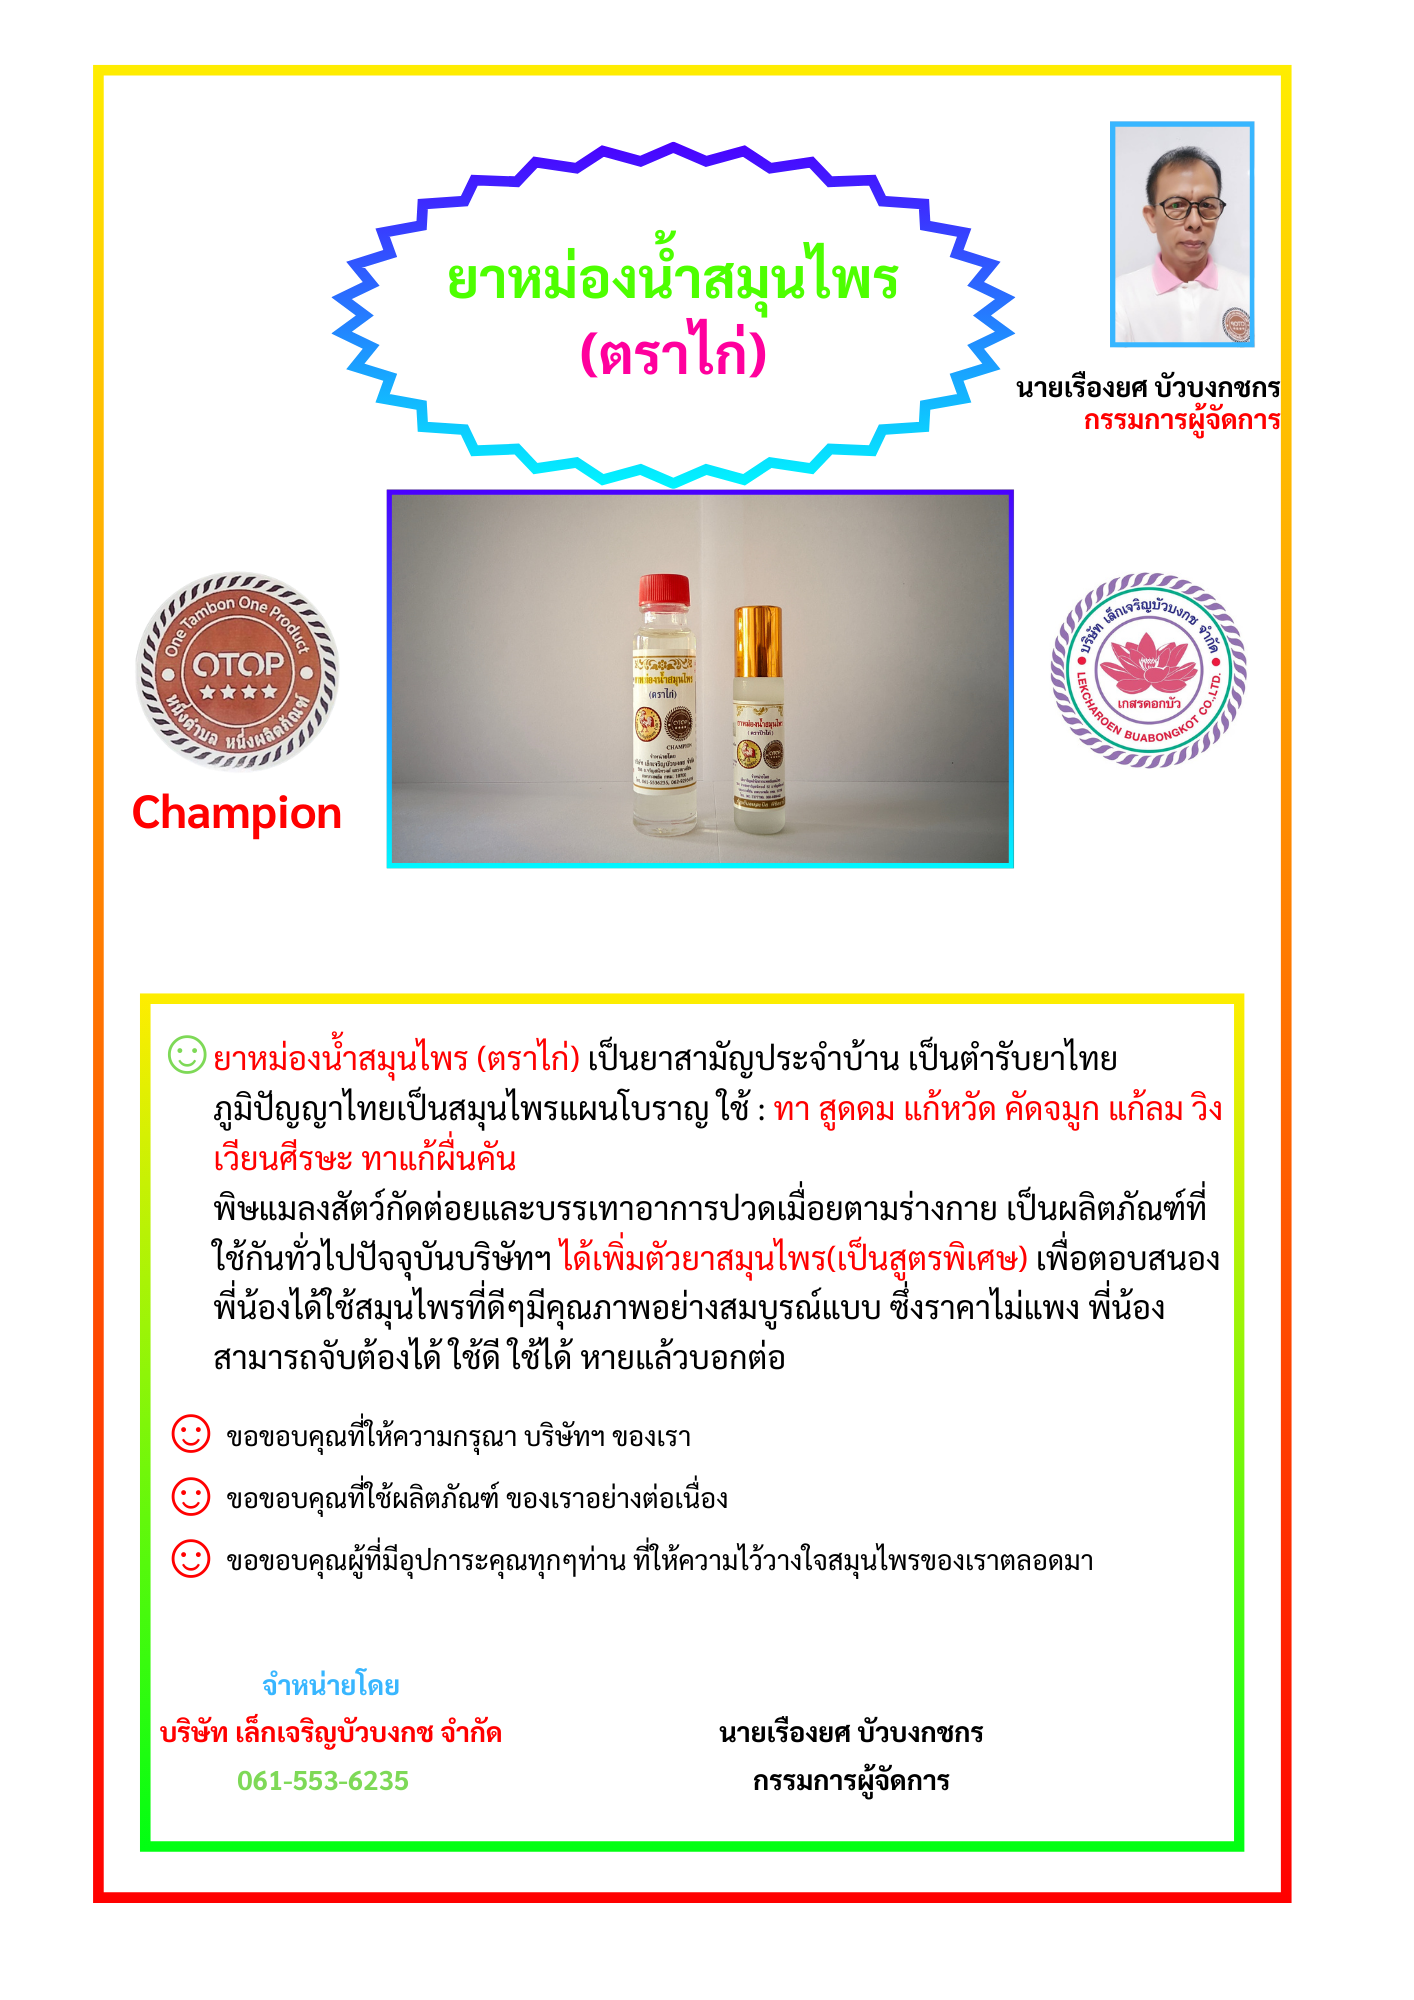 ยาหม่องน้ำสมุนไพร
(ตราไก่)
นายเรืองยศ บัวบงกชกร
กรรมการผู้จัดการ
One Tambon One Product
OTOP
หนึ่งตำบล หนึ่งผลิตภัณฑ์
Champion
ยาหม่องน้ำสมุนไพร
(ตราไก่)
CHAMPION
จำหน่ายโดย
บริษัท เล็กเจริญบัวบงกช จำกัด
เกสรดอกบัว
LEKCHAROEN BUABONGKOT CO.,LTD.
ยาหม่องน้ำสมุนไพร (ตราไก่) เป็นยาสามัญประจำบ้าน เป็นตำรับยาไทย
ภูมิปัญญาไทยเป็นสมุนไพรแผนโบราญ ใช้ : ทา สูดดม แก้หวัด คัดจมูก แก้ลม วิง
เวียนศีรษะ ทาแก้ผื่นคัน
พิษแมลงสัตว์กัดต่อยและบรรเทาอาการปวดเมื่อยตามร่างกาย เป็นผลิตภัณฑ์ที่
ใช้กันทั่วไปปัจจุบันบริษัทฯ ได้เพิ่มตัวยาสมุนไพร(เป็นสูตรพิเศษ) เพื่อตอบสนอง
พี่น้องได้ใช้สมุนไพรที่ดีๆมีคุณภาพอย่างสมบูรณ์แบบ ซึ่งราคาไม่แพง พี่น้อง
สามารถจับต้องได้ ใช้ดี ใช้ได้ หายแล้วบอกต่อ
ขอขอบคุณที่ให้ความกรุณา บริษัทฯ ของเรา
ขอขอบคุณที่ใช้ผลิตภัณฑ์ ของเราอย่างต่อเนื่อง
ขอขอบคุณผู้ที่มีอุปการะคุณทุกๆท่าน ที่ให้ความไว้วางใจสมุนไพรของเราตลอดมา
จำหน่ายโดย
บริษัท เล็กเจริญบัวบงกช จำกัด
นายเรืองยศ บัวบงกชกร
061-553-6235
กรรมการผู้จัดการ